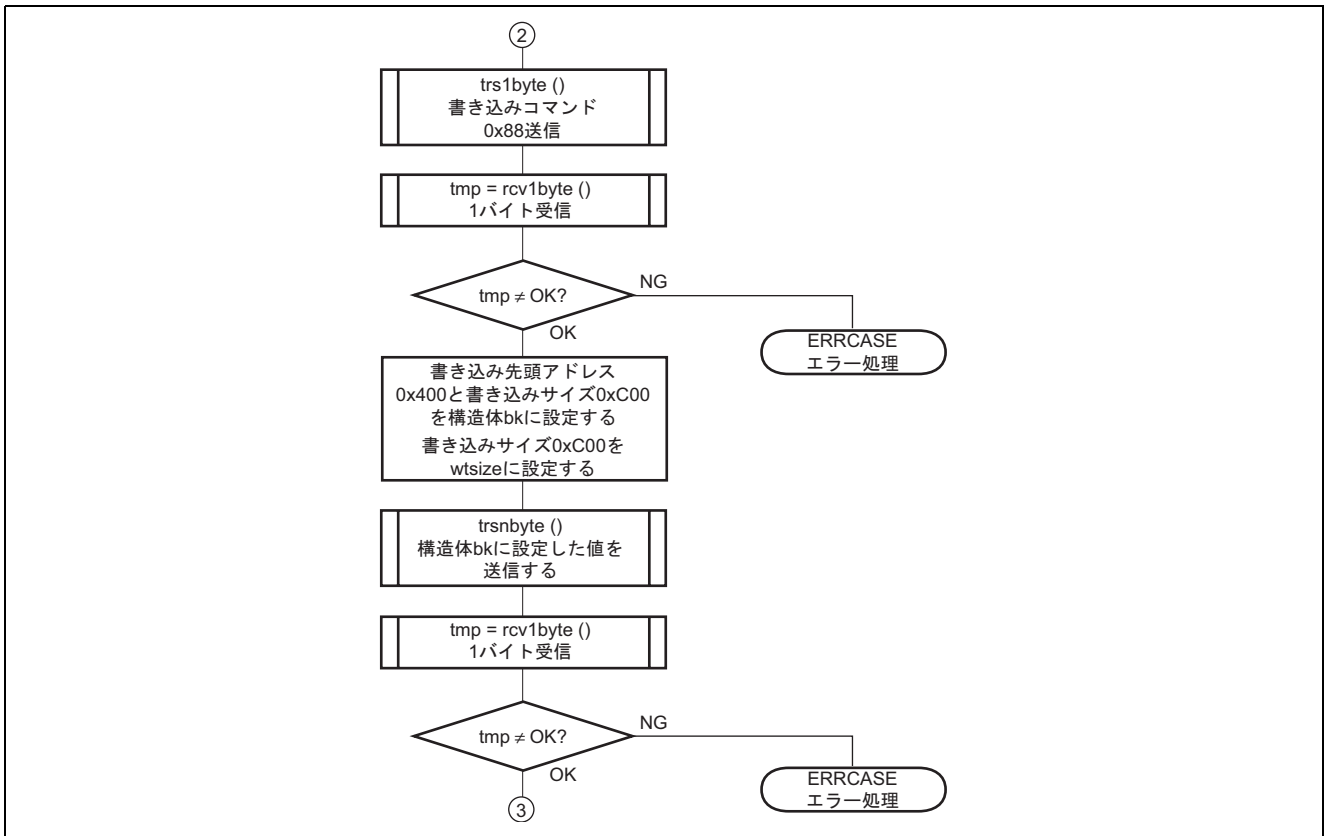 2
trs1byte ()
書き込みコマンド
0x88送信
tmp = rcv1byte ()
1バイト受信
tmp ≠ OK?
NG
OK
ERRCASE
エラー処理
書き込み先頭アドレス
0x400と書き込みサイズ0xC00
を構造体bkに設定する
書き込みサイズ0xC00を
wtsizeに設定する
trsnbyte ()
構造体bkに設定した値を
送信する
tmp = rcv1byte ()
1バイト受信
tmp ≠ OK?
NG
OK
ERRCASE
エラー処理
3